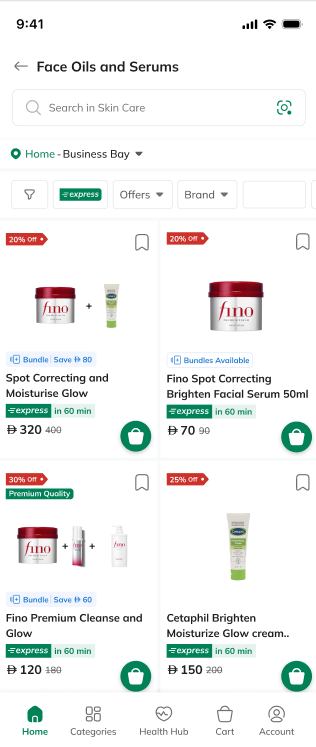 9:41
Face Oils and Serums
Search in Skin Care
Home - Business Bay
express
Offers
Brand
20% Off
20% Off
fino
+
Cetaphil
fino
Bundle | Save 80
Bundles Available
Spot Correcting and
Moisturise Glow
Fino Spot Correcting
Brighten Facial Serum 50ml
express in 60 min
express in 60 min
320 400
70 90
30% Off
25% Off
Premium Quality
fino
+
+
fino
Cetaphil
Bundle | Save 60
Fino Premium Cleanse and
Glow
Cetaphil Brighten
Moisturize Glow cream..
express in 60 min
express in 60 min
120 180
150 200
Home
Categories
Health Hub
Cart
Account